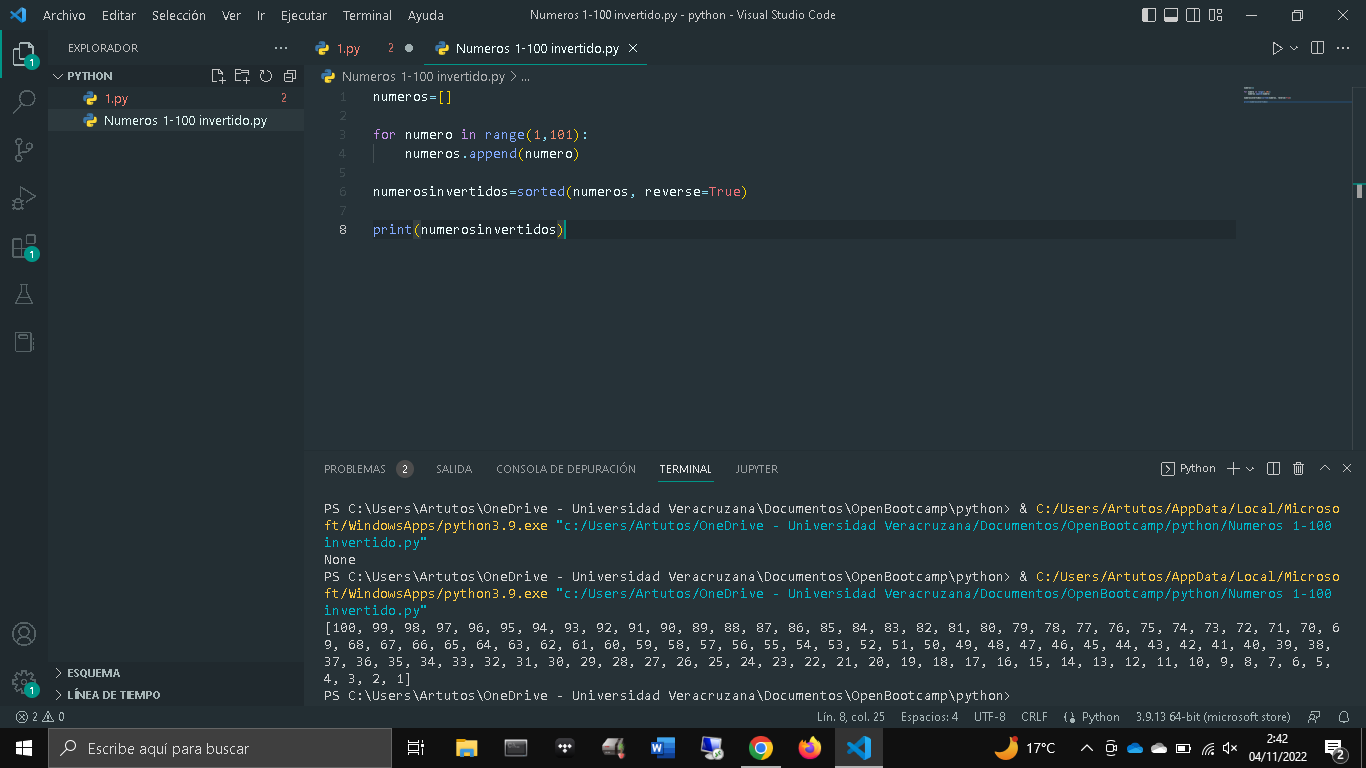 Archivo Editar Selección Ver Ir Ejecutar Terminal Ayuda Numeros 1-100 invertido.py - python - Visual Studio Code
EXPLORADOR
1.py 2
Numeros 1-100 invertido.py
PYTHON
1.py 2
Numeros 1-100 invertido.py
1
Numeros 1-100 invertido.py > ...
1 numeros=[]
2
3 for numero in range(1,101):
4 numeros.append(numero)
5
6 numerosinvertidos=sorted(numeros, reverse=True)
7
8 print(numerosinvertidos)
1
1
PROBLEMAS 2 SALIDA CONSOLA DE DEPURACIÓN TERMINAL JUPYTER Python
PS C:\Users\Artutos\OneDrive - Universidad Veracruzana\Documentos\OpenBootcamp\python> & C:/Users/Artutos/AppData/Local/Microso
ft/WindowsApps/python3.9.exe "c:/Users/Artutos/OneDrive - Universidad Veracruzana/Documentos/OpenBootcamp/python/Numeros 1-100
invertido.py"
None
PS C:\Users\Artutos\OneDrive - Universidad Veracruzana\Documentos\OpenBootcamp\python> & C:/Users/Artutos/AppData/Local/Microso
ft/WindowsApps/python3.9.exe "c:/Users/Artutos/OneDrive - Universidad Veracruzana/Documentos/OpenBootcamp/python/Numeros 1-100
invertido.py"
[100, 99, 98, 97, 96, 95, 94, 93, 92, 91, 90, 89, 88, 87, 86, 85, 84, 83, 82, 81, 80, 79, 78, 77, 76, 75, 74, 73, 72, 71, 70, 6
9, 68, 67, 66, 65, 64, 63, 62, 61, 60, 59, 58, 57, 56, 55, 54, 53, 52, 51, 50, 49, 48, 47, 46, 45, 44, 43, 42, 41, 40, 39, 38,
37, 36, 35, 34, 33, 32, 31, 30, 29, 28, 27, 26, 25, 24, 23, 22, 21, 20, 19, 18, 17, 16, 15, 14, 13, 12, 11, 10, 9, 8, 7, 6, 5,
4, 3, 2, 1]
PS C:\Users\Artutos\OneDrive - Universidad Veracruzana\Documentos\OpenBootcamp\python>
ESQUEMA
LÍNEA DE TIEMPO
2 0 Lín. 8, col. 25 Espacios: 4 UTF-8 CRLF Python 3.9.13 64-bit (microsoft store)
Escribe aquí para buscar
17°C
2:42
04/11/2022
2